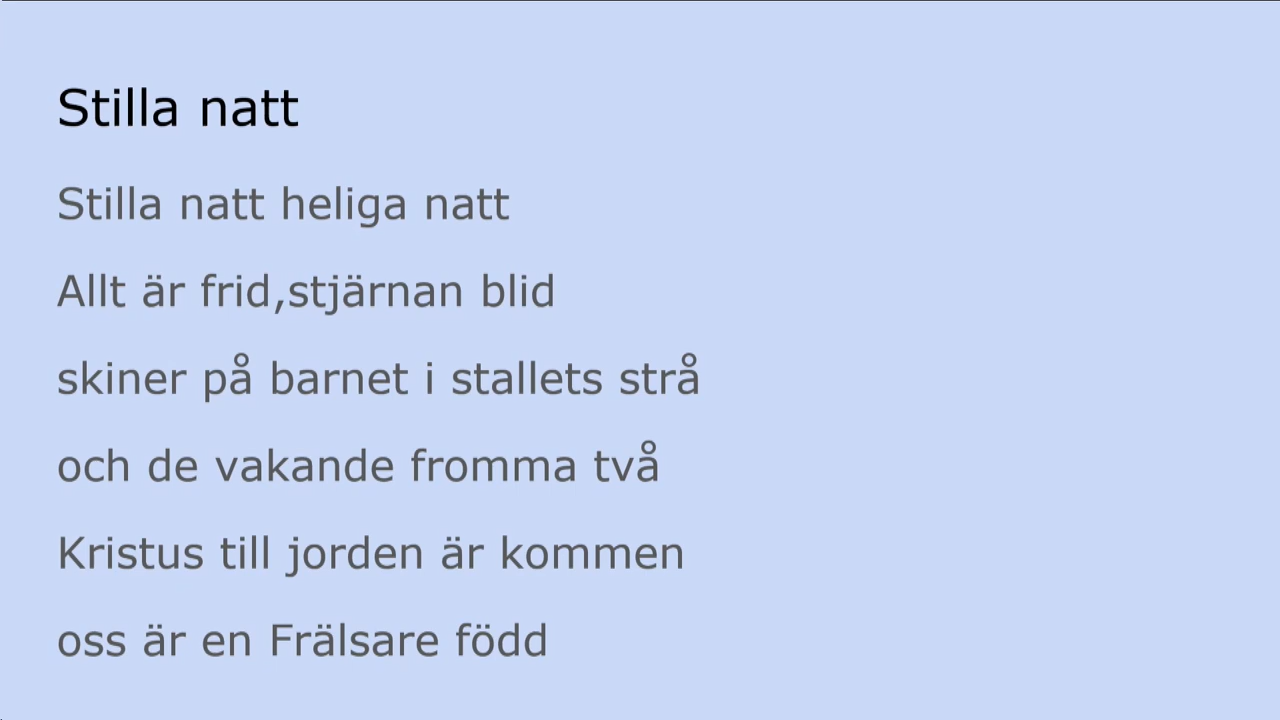 Stilla natt
Stilla natt heliga natt
Allt är frid,stjärnan blid
skiner på barnet i stallets strå
och de vakande fromma två
Kristus till jorden är kommen
oss är en Frälsare född